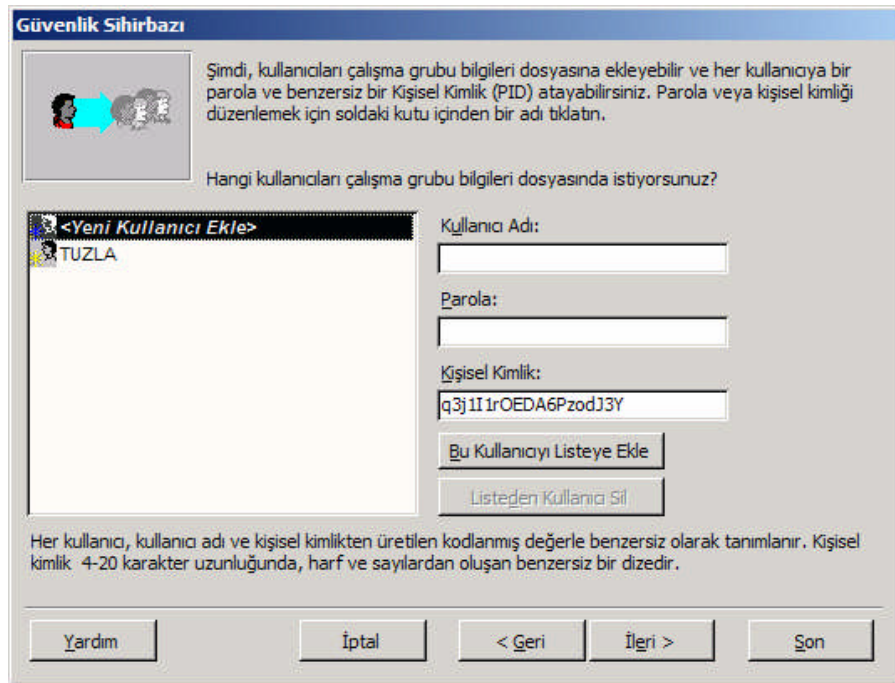 Güvenlik Sihirbazı
Şimdi, kullanıcıları çalışma grubu bilgileri dosyasına ekleyebilir ve her kullanıcıya bir
parola ve benzersiz bir Kişisel Kimlik (PID) atayabilirsiniz. Parola veya kişisel kimliği
düzenlemek için soldaki kutu içinden bir adı tıklatın.
Hangi kullanıcıları çalışma grubu bilgileri dosyasında istiyorsunuz?
<Yeni Kullanıcı Ekle>
TUZLA
Kullanıcı Adı:
Parola:
Kişisel Kimlik:
q3j1I1rOEDA6PzodJ3Y
Bu Kullanıcıyı Listeye Ekle
Listeden Kullanıcı Sil
Her kullanıcı, kullanıcı adı ve kişisel kimlikten üretilen kodlanmış değerle benzersiz olarak tanımlanır. Kişisel
kimlik 4-20 karakter uzunluğunda, harf ve sayılardan oluşan benzersiz bir dizedir.
Yardım
İptal
< Geri
İleri >
Son